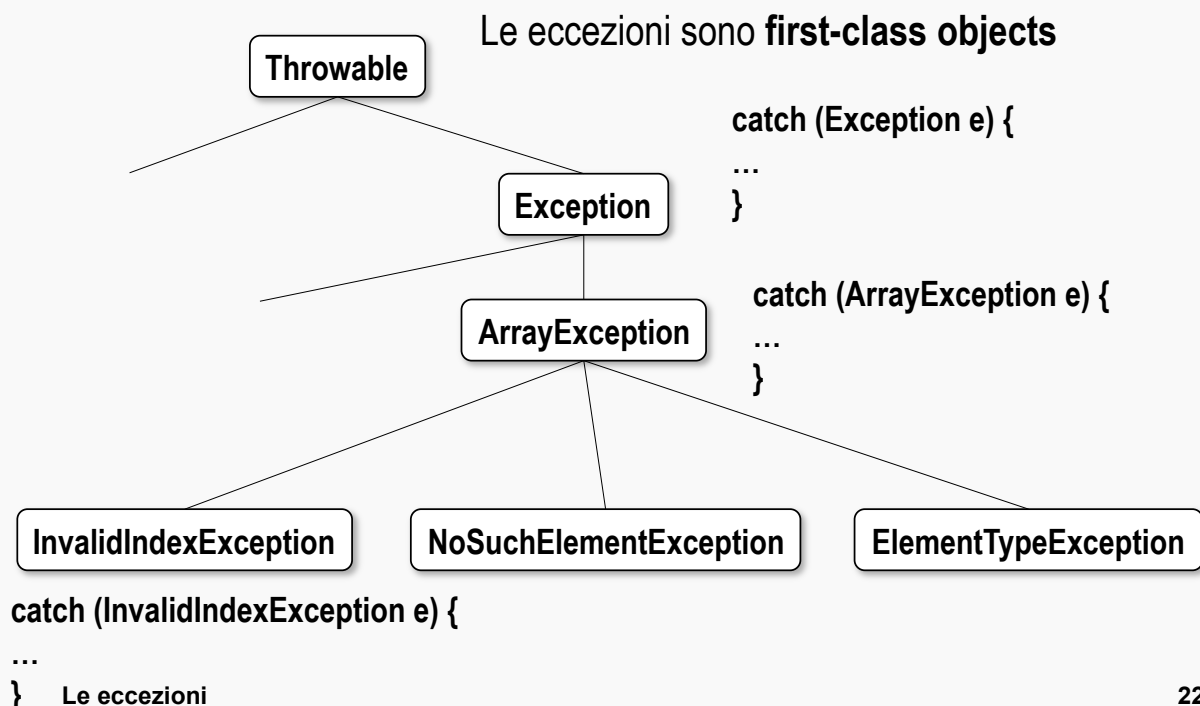 Le eccezioni sono first-class objects
Throwable
catch (Exception e) {
…
}
Exception
catch (ArrayException e) {
…
}
ArrayException
InvalidIndexException
NoSuchElementException
ElementTypeException
catch (InvalidIndexException e) {
…
}
Le eccezioni
22